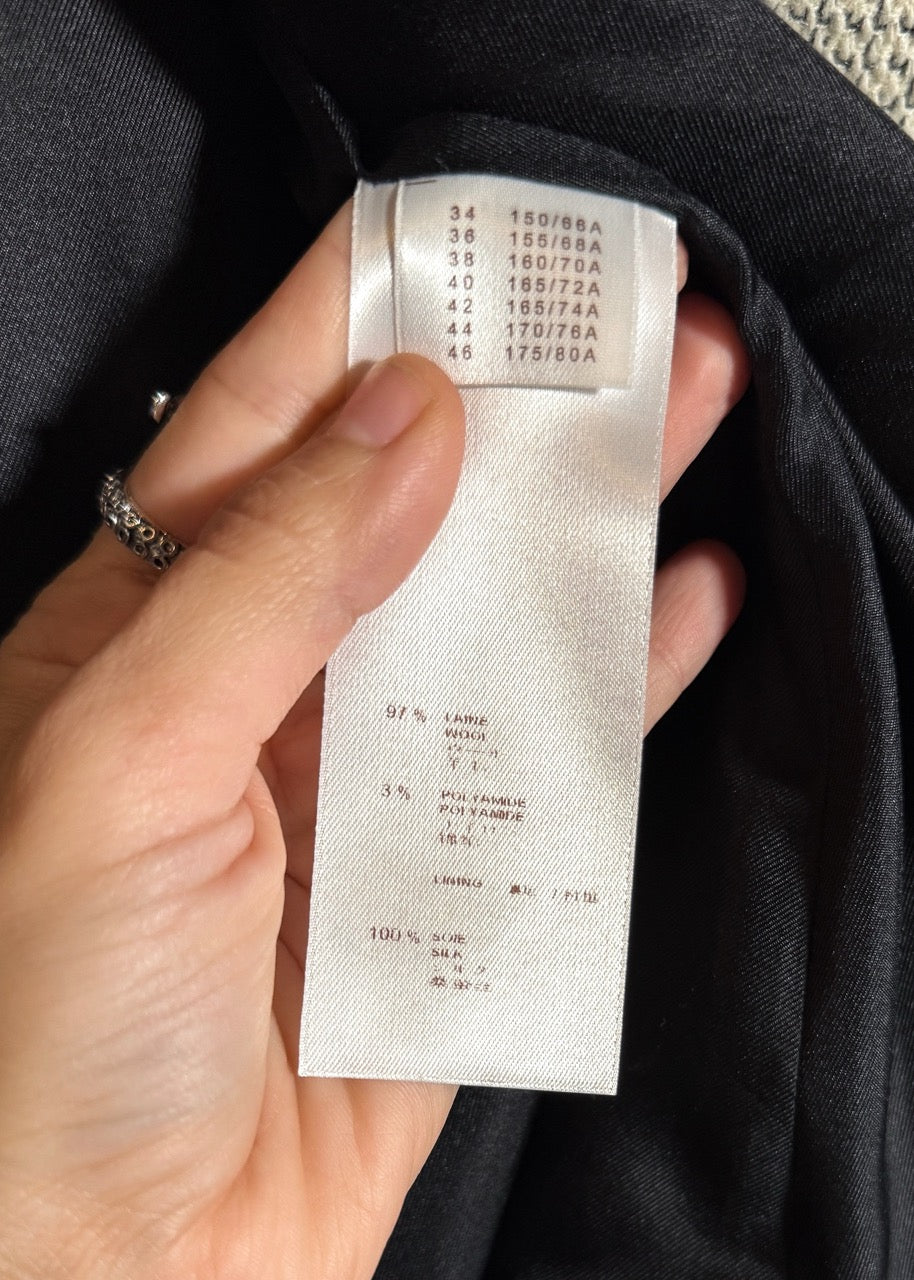 34 150/66A
36 155/68A
38 160/70A
40 165/72A
42 165/74A
44 170/76A
46 175/80A
97 % LAINE
WOOL
3 % POLYAMIDE
POLYAMIDE
LINING
100 % SOIE
SILK